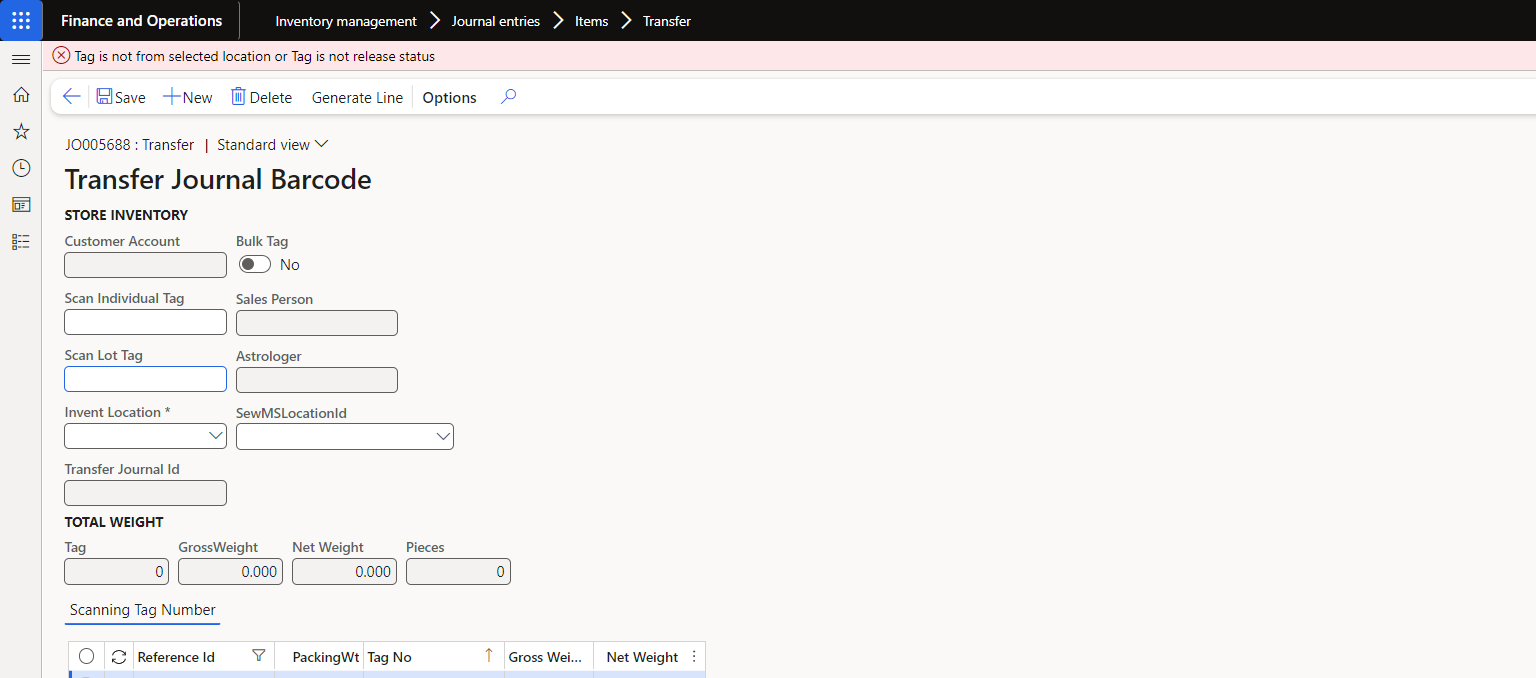 Finance and Operations Inventory management Journal entries Items Transfer
Tag is not from selected location or Tag is not release status
Save New Delete Generate Line Options
JO005688 : Transfer | Standard view
Transfer Journal Barcode
STORE INVENTORY
Customer Account Bulk Tag
No
Scan Individual Tag Sales Person
Scan Lot Tag Astrologer
Invent Location * SewMSLocationId
Transfer Journal Id
TOTAL WEIGHT
Tag GrossWeight Net Weight Pieces
0 0.000 0.000 0
Scanning Tag Number
Reference Id PackingWt Tag No Gross Wei... Net Weight